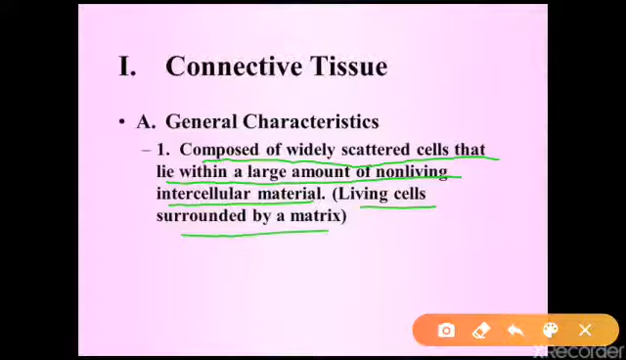 I. Connective Tissue
• A. General Characteristics
– 1. Composed of widely scattered cells that
lie within a large amount of nonliving
intercellular material. (Living cells
surrounded by a matrix)
XRecorder